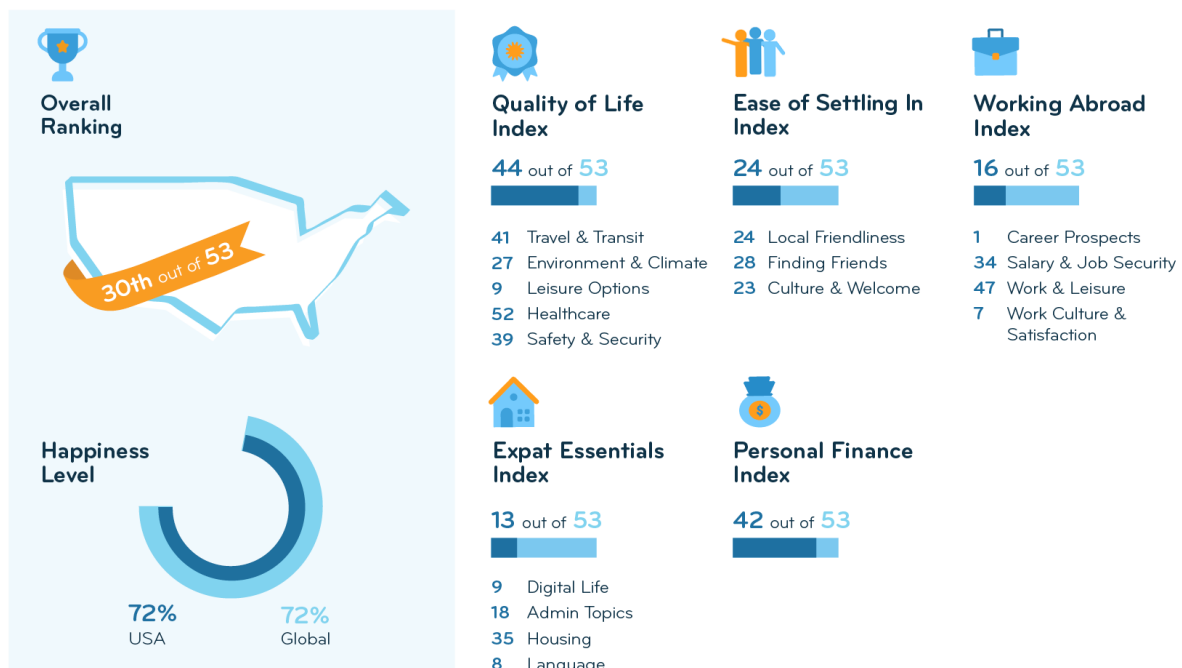 Overall
Ranking
30th out of 53
Happiness
Level
72%
USA
72%
Global
Quality of Life
Index
44 out of 53
41 Travel & Transit
27 Environment & Climate
9 Leisure Options
52 Healthcare
39 Safety & Security
Ease of Settling In
Index
24 out of 53
24 Local Friendliness
28 Finding Friends
23 Culture & Welcome
Working Abroad
Index
16 out of 53
1 Career Prospects
34 Salary & Job Security
47 Work & Leisure
7 Work Culture &
Satisfaction
Expat Essentials
Index
13 out of 53
9 Digital Life
18 Admin Topics
35 Housing
8 Language
Personal Finance
Index
$
42 out of 53